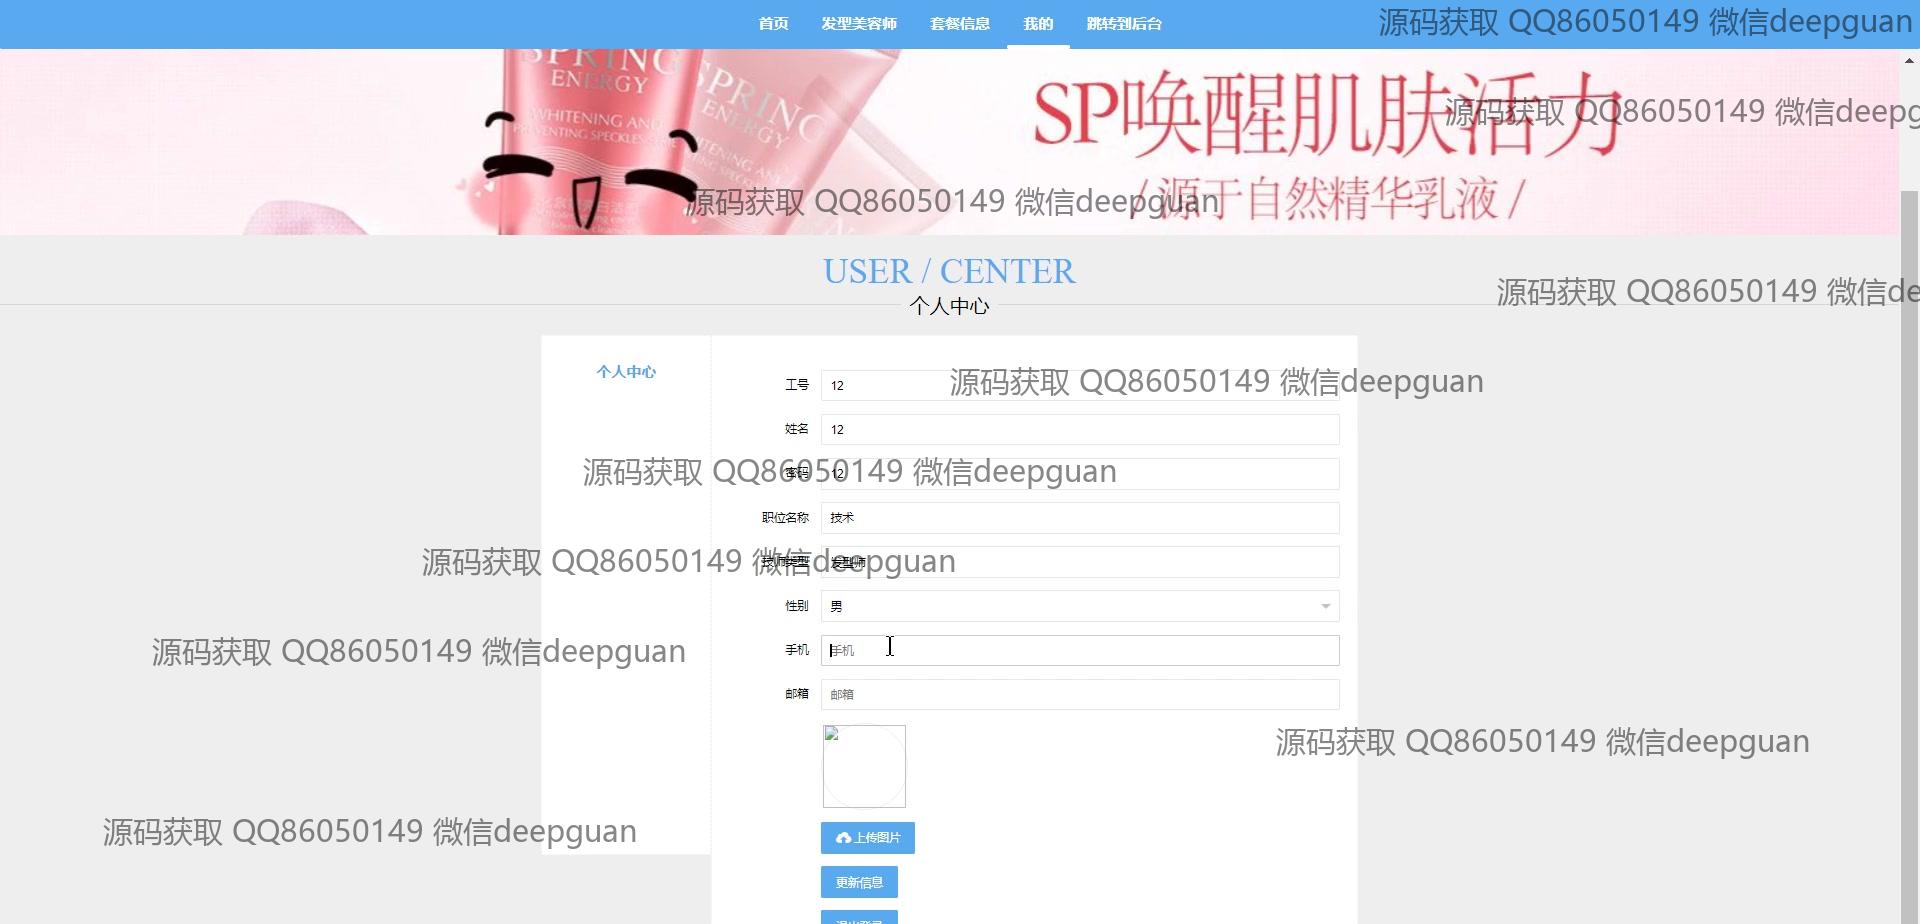 首页 发型美容师 套餐信息 我的 跳转到后台
源码获取 QQ86050149 微信deepguan
SPRING
ENERGY
WHITENING AND
PREVENTING SPECKLES
SPRING
ENERGY
SP唤醒肌肤活力
源码获取 QQ86050149 微信deepg
源码获取 QQ86050149 微信deepguan
/源于自然精华乳液/
USER / CENTER
源码获取 QQ86050149 微信de
个人中心
个人中心
工号 12
源码获取 QQ86050149 微信deepguan
姓名 12
密码 12
源码获取 QQ86050149 微信deepguan
职位名称 技术
技师类型 发型师
源码获取 QQ86050149 微信deepguan
性别 男
手机 手机
源码获取 QQ86050149 微信deepguan
邮箱 邮箱
源码获取 QQ86050149 微信deepguan
上传图片
源码获取 QQ86050149 微信deepguan
更新信息
退出登录